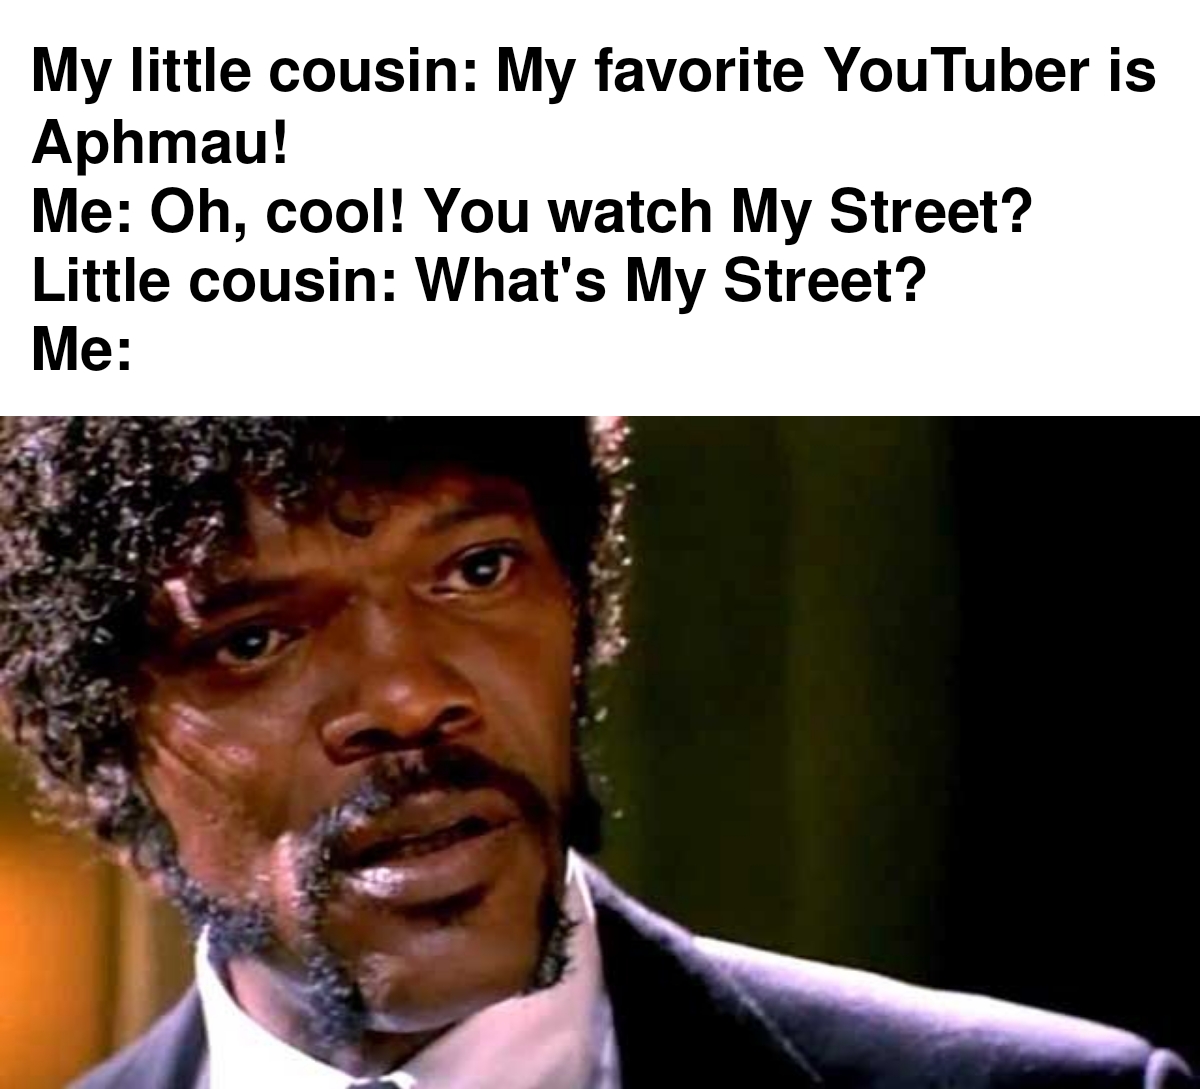 My little cousin: My favorite YouTuber is
Aphmau!
Me: Oh, cool! You watch My Street?
Little cousin: What's My Street?
Me: